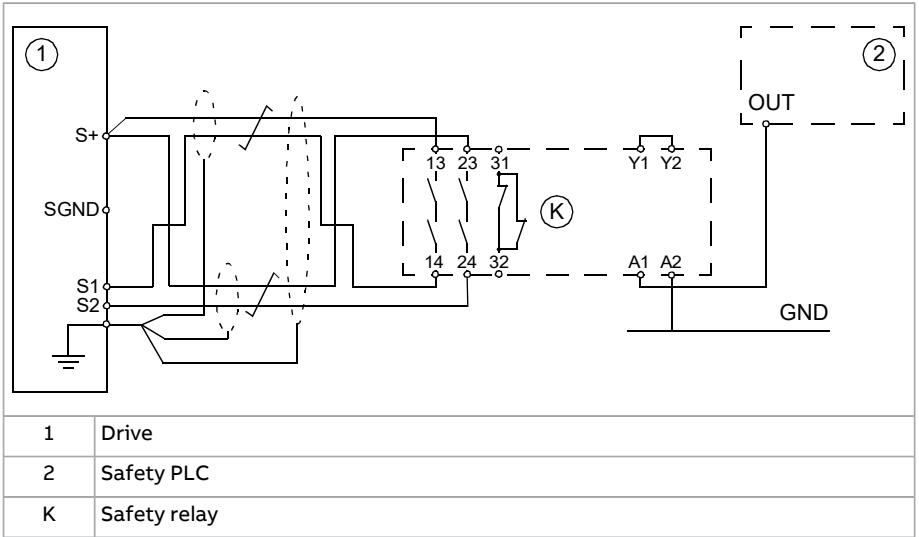 1
2
OUT
S+
13 23 31
Y1 Y2
SGND
K
14 24 32
A1 A2
S1
S2
GND
1 Drive
2 Safety PLC
K Safety relay